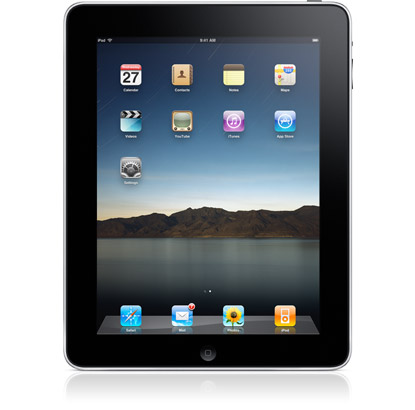 iPad 9:41 AM
27
Calendar Contacts Notes Maps
Videos YouTube iTunes App Store
Settings
Safari Mail Photos iPod